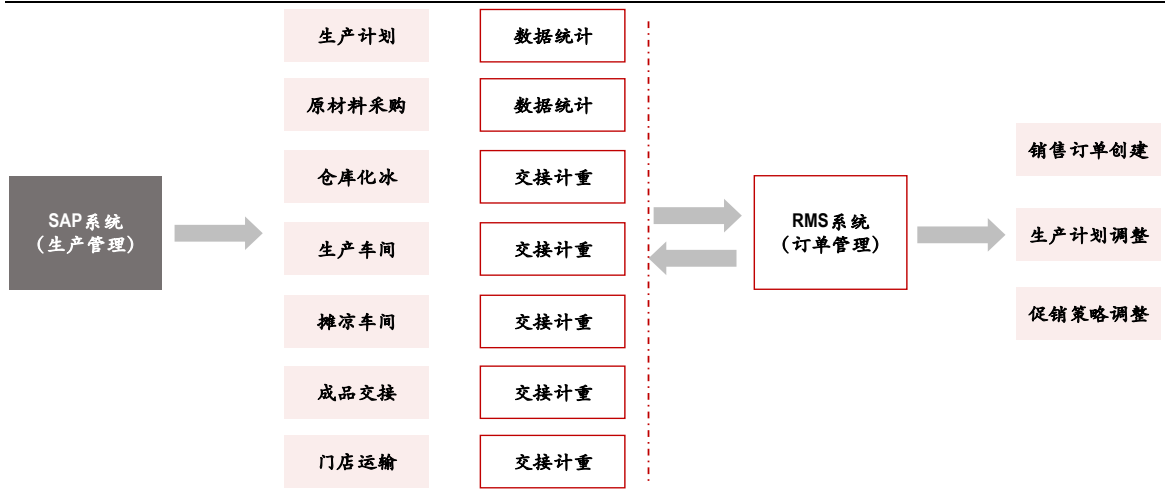 生产计划
数据统计
原材料采购
数据统计
仓库化冰
交接计重
生产车间
交接计重
摊凉车间
交接计重
成品交接
交接计重
门店运输
交接计重
SAP系统
（生产管理）
RMS系统
（订单管理）
销售订单创建
生产计划调整
促销策略调整